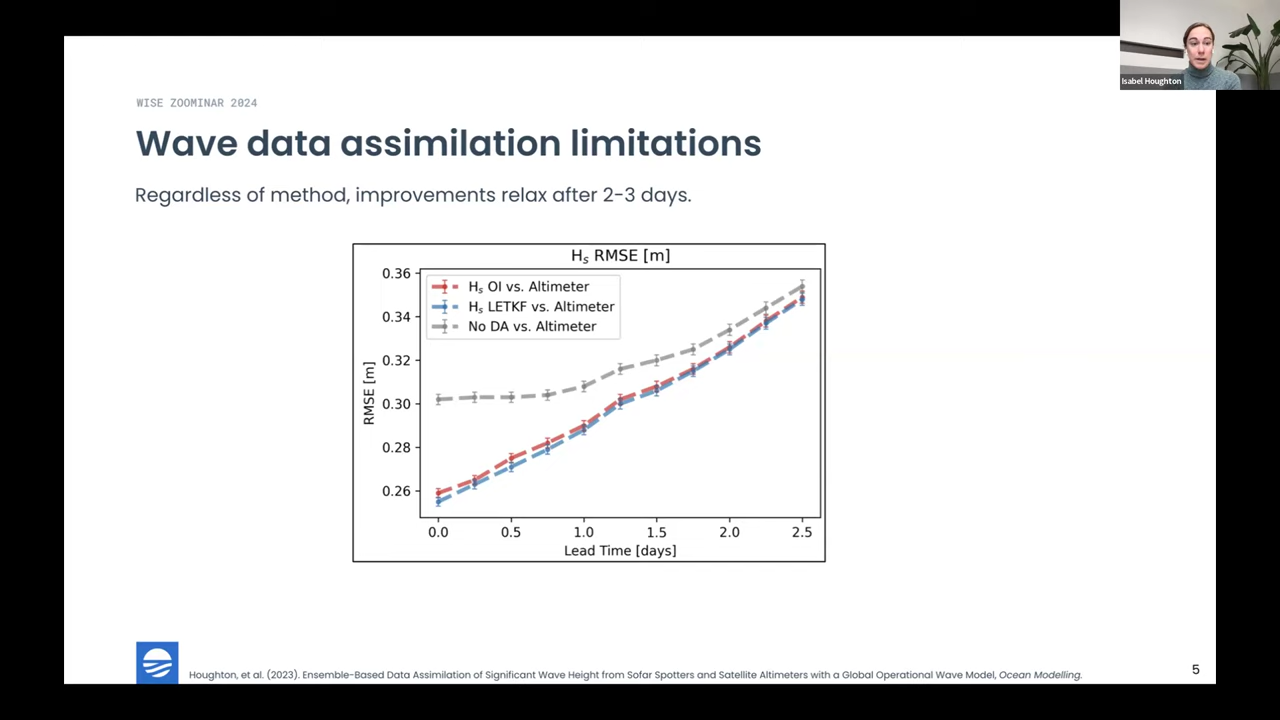 Isabel Houghton
WISE ZOOMINAR 2024
Wave data assimilation limitations
Regardless of method, improvements relax after 2-3 days.
Hs RMSE [m]
Hs OI vs. Altimeter
Hs LETKF vs. Altimeter
No DA vs. Altimeter
RMSE [m]
0.36
0.34
0.32
0.30
0.28
0.26
0.0 0.5 1.0 1.5 2.0 2.5
Lead Time [days]
Houghton, et al. (2023). Ensemble-Based Data Assimilation of Significant Wave Height from Sofar Spotters and Satellite Altimeters with a Global Operational Wave Model, Ocean Modelling.
5